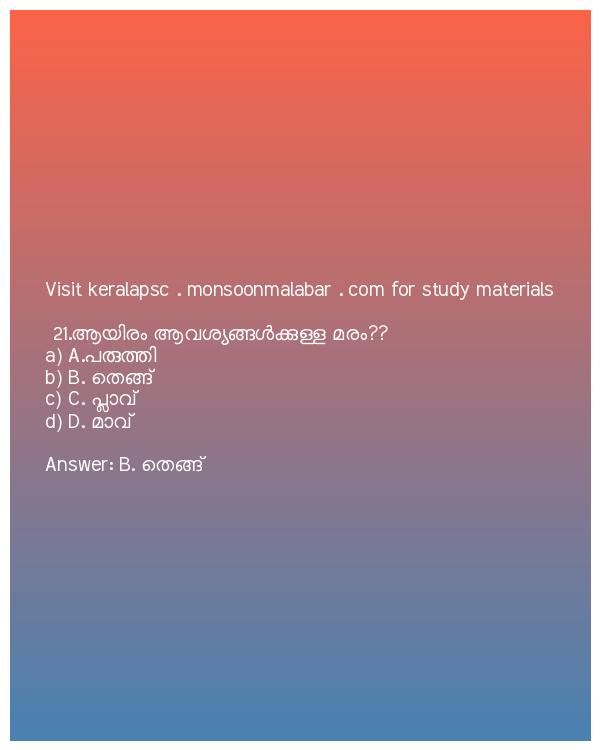 Visit keralapsc . monsoonmalabar . com for study materials
21.ആയിരം ആവശ്യങ്ങൾക്കുള്ള മരം??
a) A.പരുത്തി
b) B. തെങ്ങ്
c) C. പ്ലാവ്
d) D. മാവ്
Answer: B. തെങ്ങ്